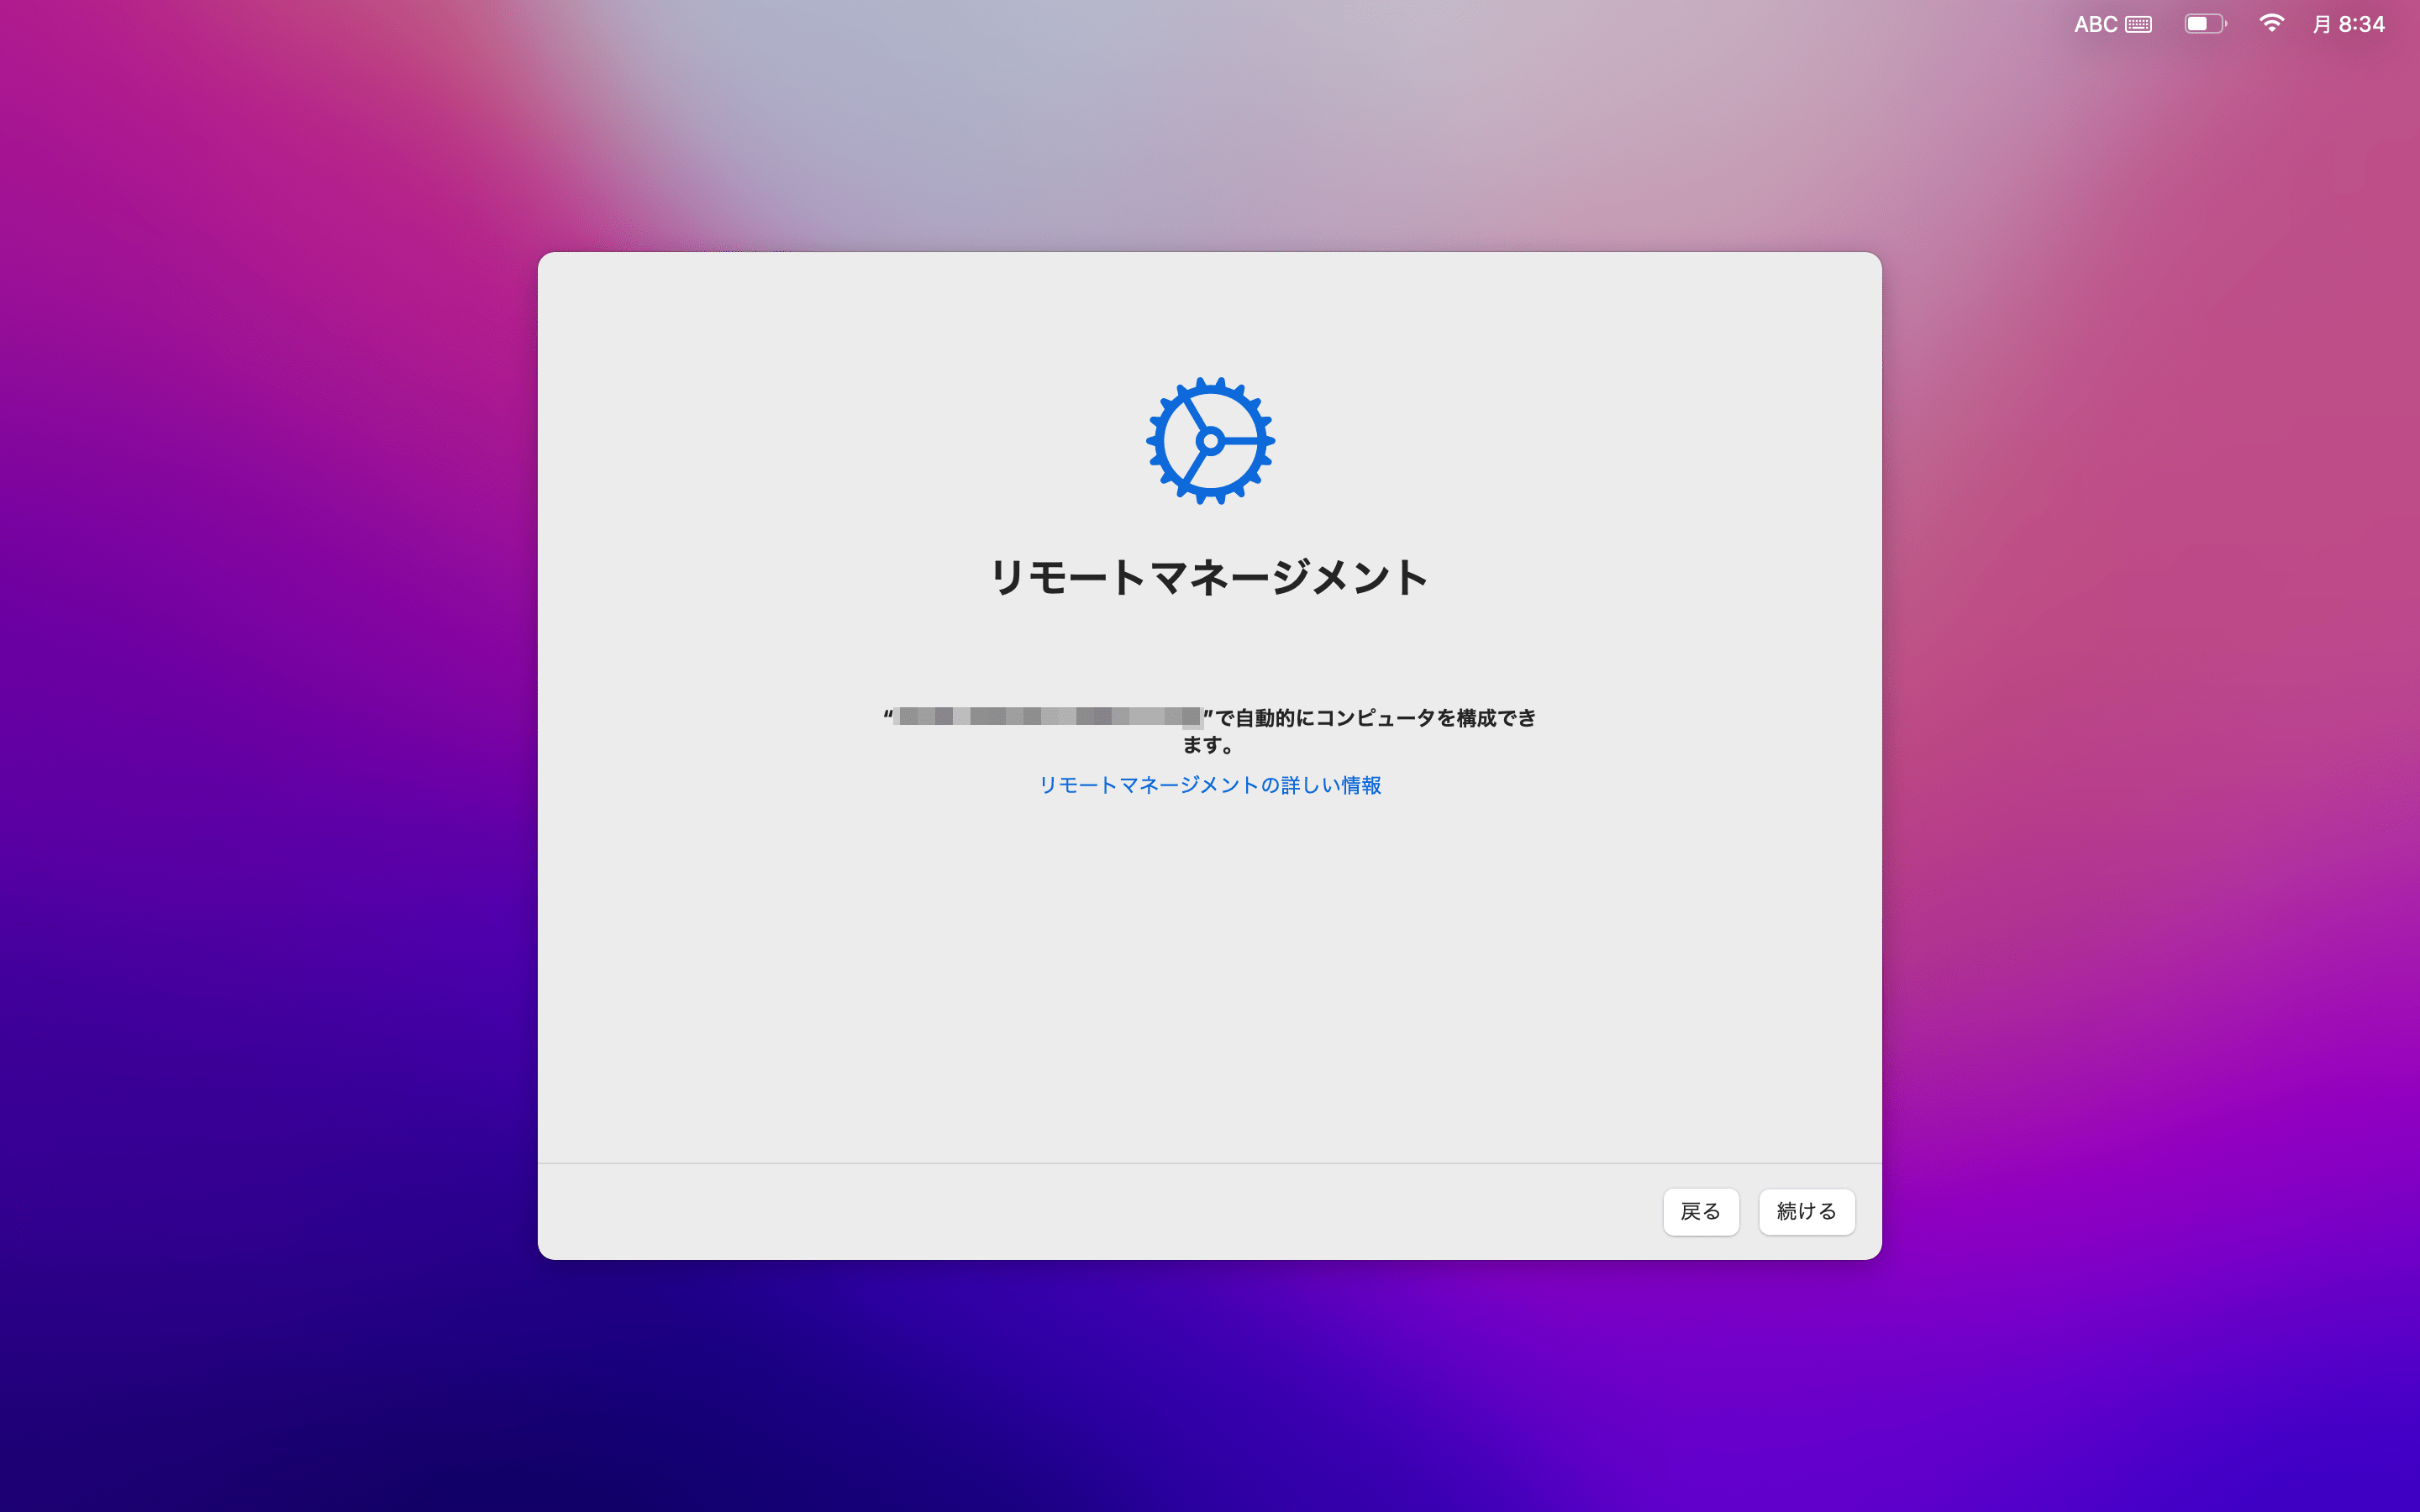 ABC 月 8:34
リモートマネージメント
“ ”で自動的にコンピュータを構成でき
ます。
リモートマネージメントの詳しい情報
戻る 続ける